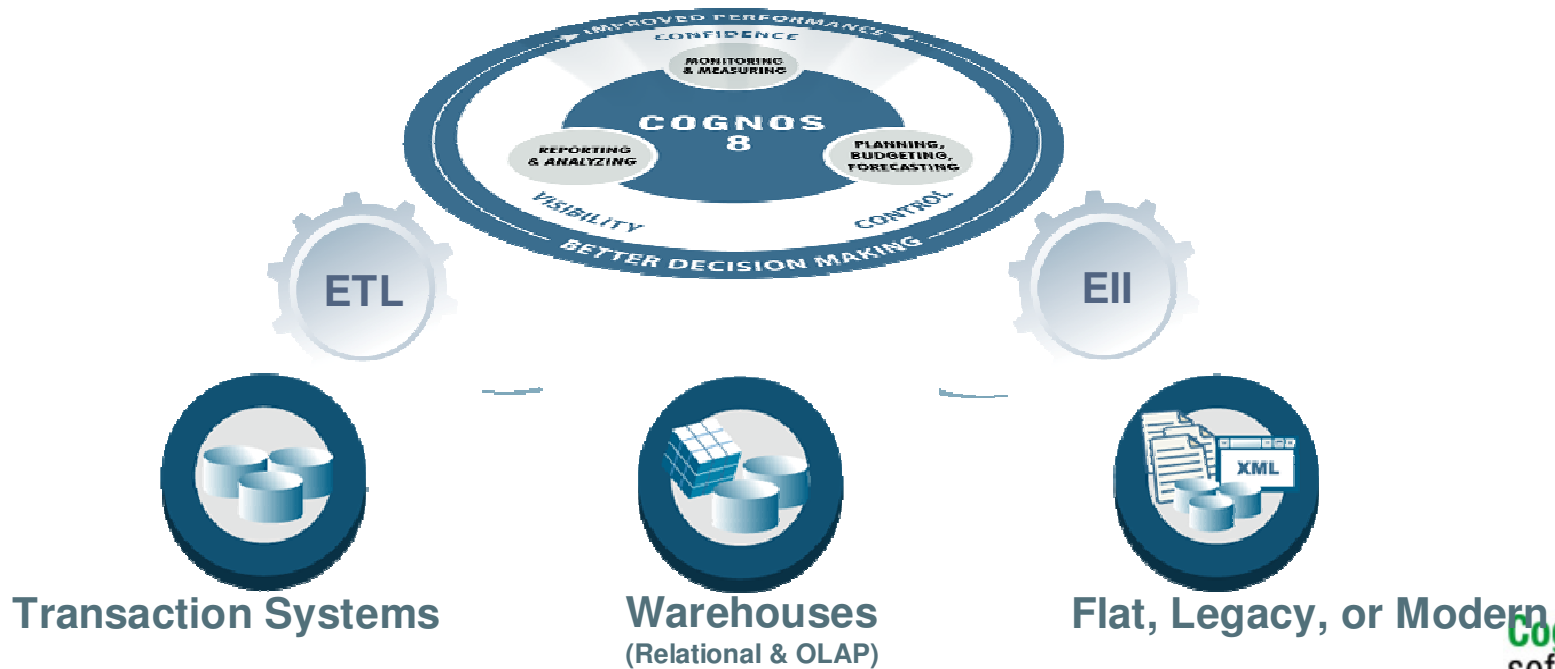 IMPROVED PERFORMANCE
CONFIDENCE
MONITORING
& MEASURING
COGNOS
8
REPORTING
& ANALYZING
PLANNING,
BUDGETING,
FORECASTING
VISIBILITY
CONTROL
BETTER DECISION MAKING
ETL
EII
XML
Transaction Systems
Warehouses
(Relational & OLAP)
Flat, Legacy, or Modern